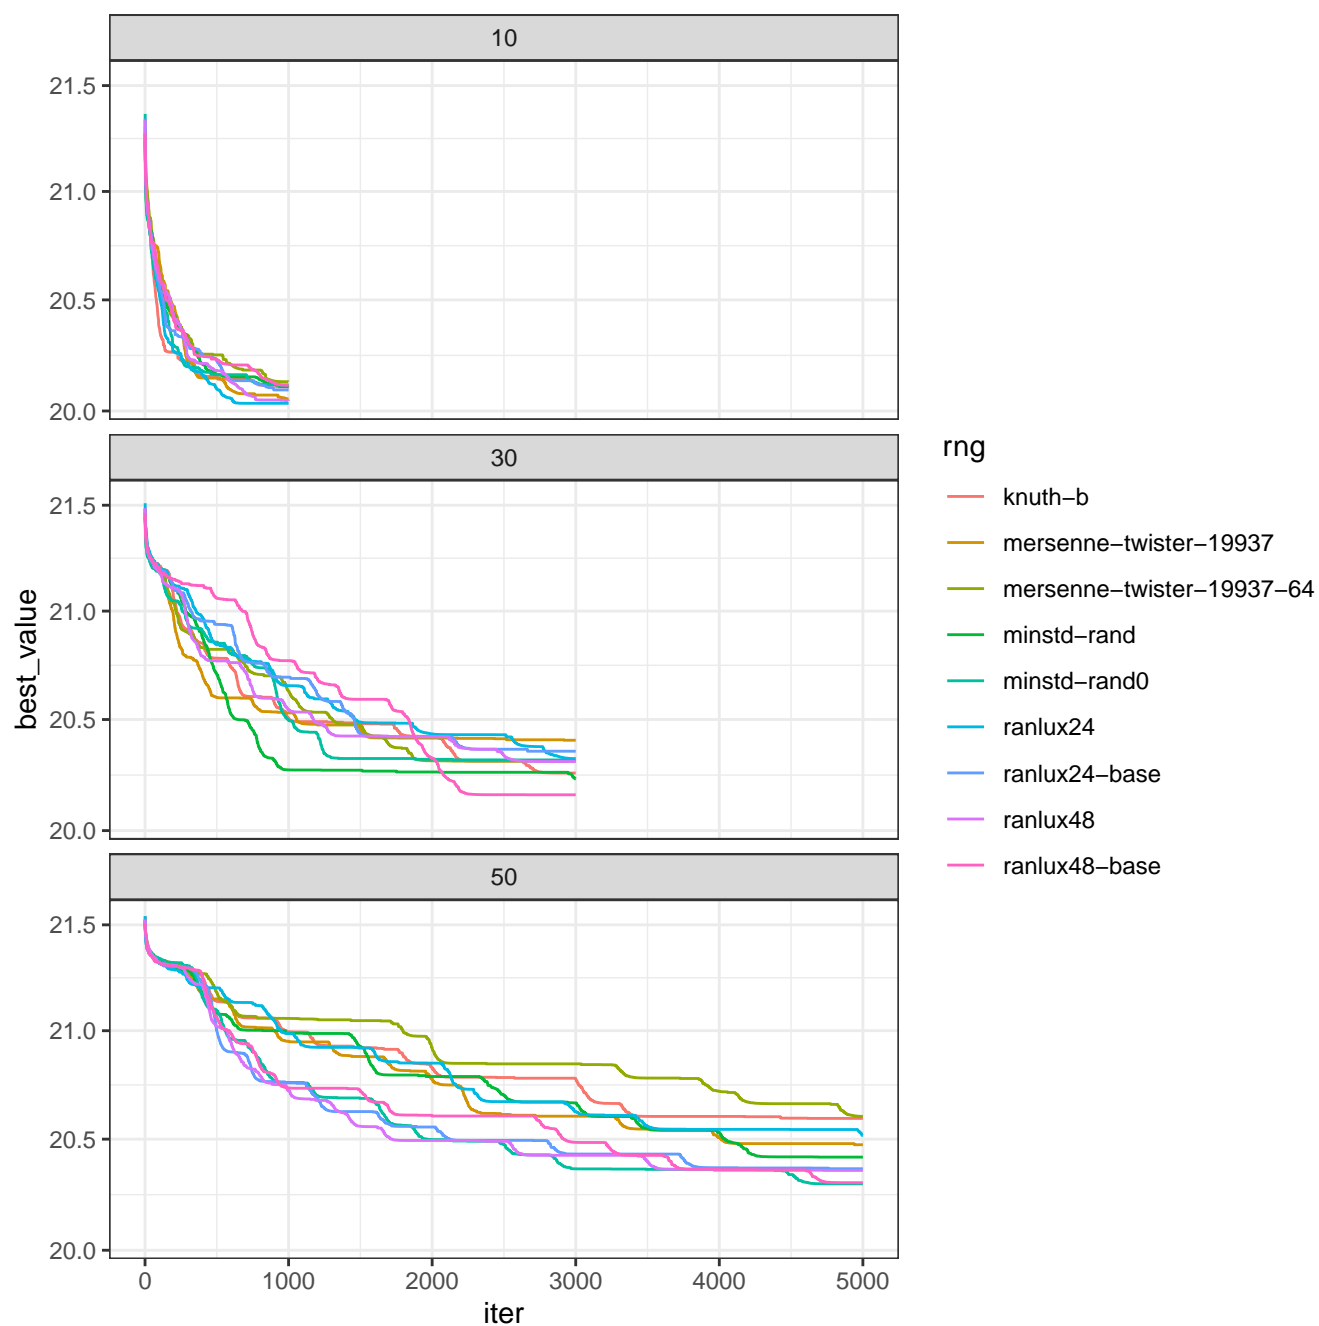 10
21.5
21.0
20.5
20.0
30
21.5
21.0
20.5
20.0
50
21.5
21.0
20.5
20.0
0 1000 2000 3000 4000 5000
iter
best_value
rng
knuth−b
mersenne−twister−19937
mersenne−twister−19937−64
minstd−rand
minstd−rand0
ranlux24
ranlux24−base
ranlux48
ranlux48−base